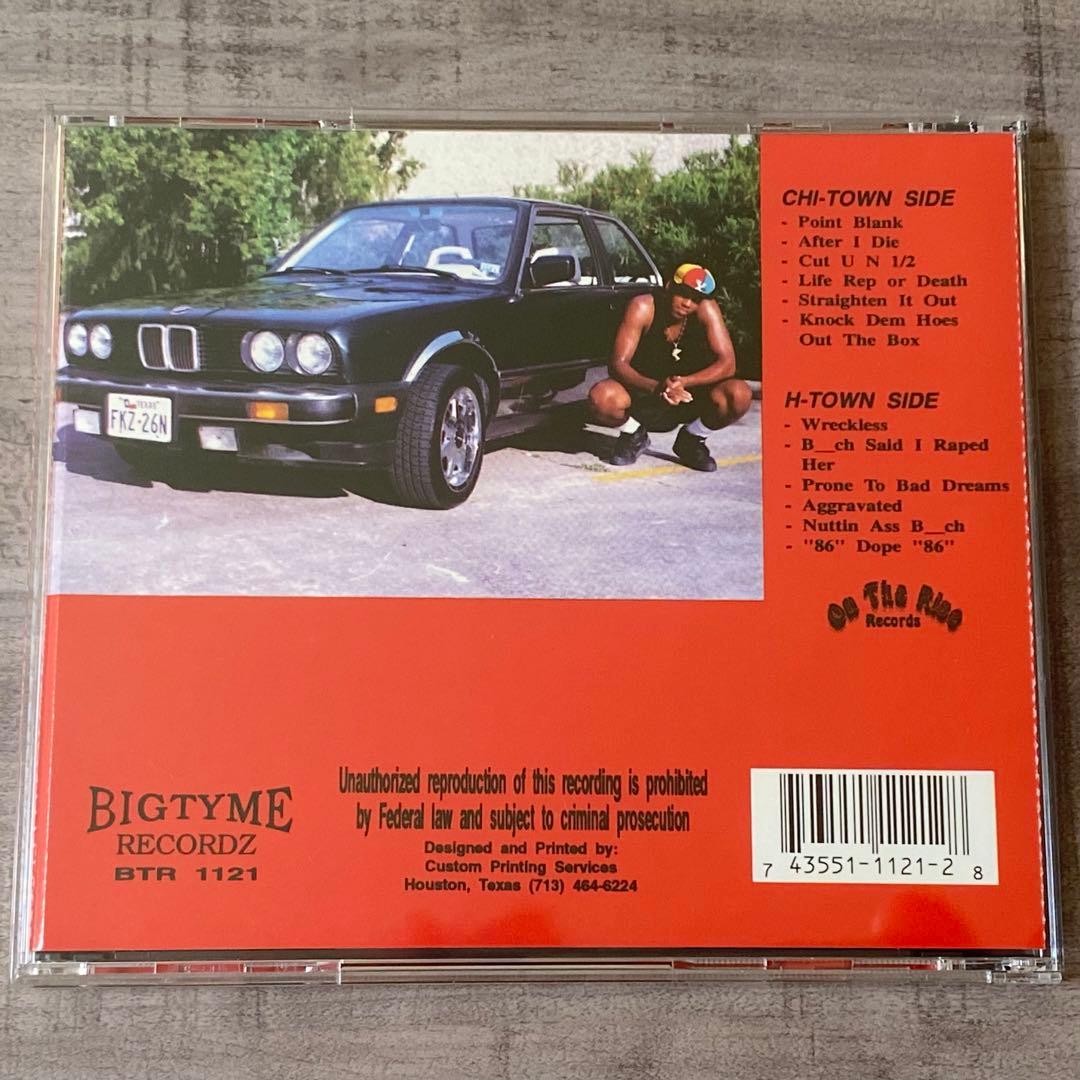 CHI-TOWN SIDE
- Point Blank
- After I Die
- Cut U N 1/2
- Life Rep or Death
- Straighten It Out
- Knock Dem Hoes
Out The Box
H-TOWN SIDE
- Wreckless
- B__ch Said I Raped
Her
- Prone To Bad Dreams
- Aggravated
- Nuttin Ass B__ch
- "86" Dope "86"
On The Rise
Records
TEXAS
FKZ·26N
BIGTYME
RECORDZ
BTR 1121
Unauthorized reproduction of this recording is prohibited
by Federal law and subject to criminal prosecution
Designed and Printed by:
Custom Printing Services
Houston, Texas (713) 464-6224
7 43551-1121-2 8